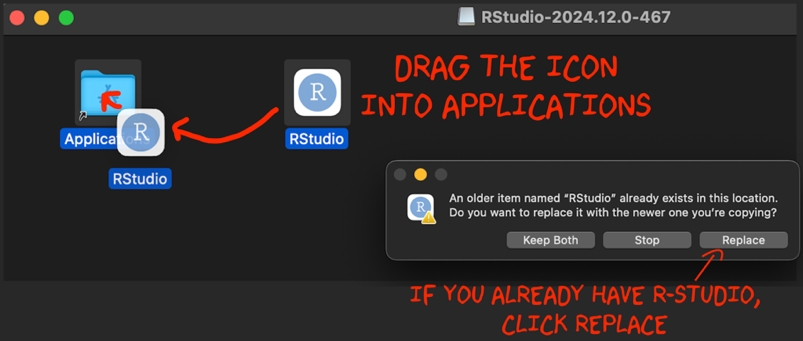 RStudio-2024.12.0-467
DRAG THE ICON
INTO APPLICATIONS
R
R
Applications
RStudio
RStudio
R
An older item named “RStudio” already exists in this location.
Do you want to replace it with the newer one you’re copying?
Keep Both
Stop
Replace
IF YOU ALREADY HAVE R-STUDIO,
CLICK REPLACE